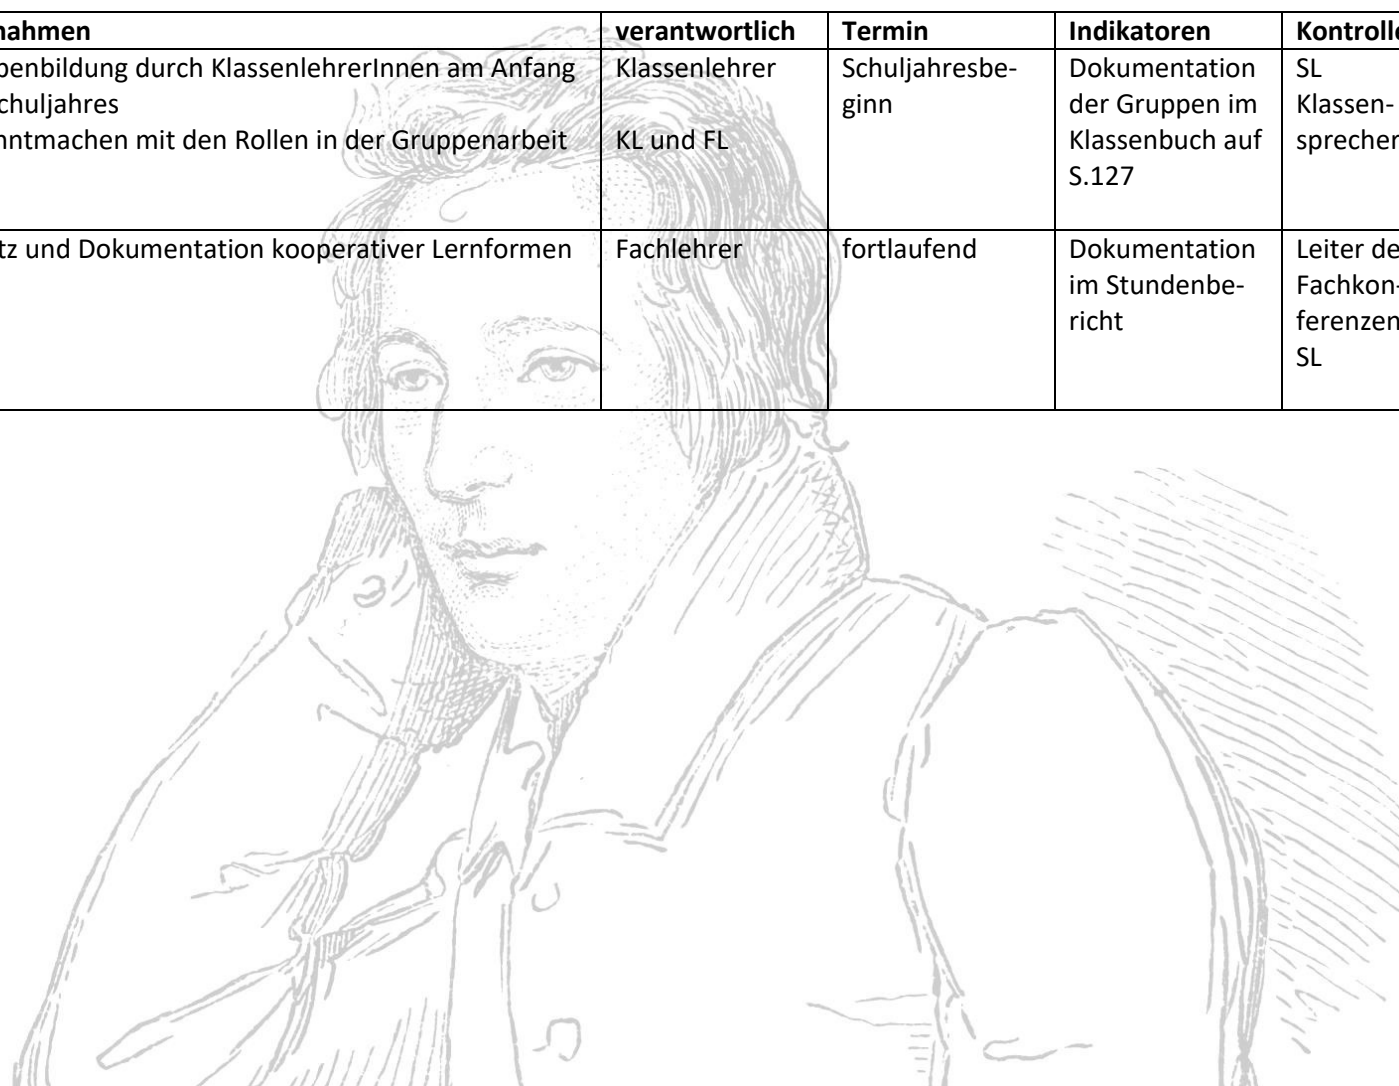 nahmen verantwortlich Termin Indikatoren Kontrolle
penbildung durch KlassenlehrerInnen am Anfang Klassenlehrer Schuljahresbe- Dokumentation SL
chuljahres ginn der Gruppen im Klassen-
nntmachen mit den Rollen in der Gruppenarbeit KL und FL Klassenbuch auf sprecher
S.127
tz und Dokumentation kooperativer Lernformen Fachlehrer fortlaufend Dokumentation Leiter de
im Stundenbe- Fachkon-
richt ferenzen
SL